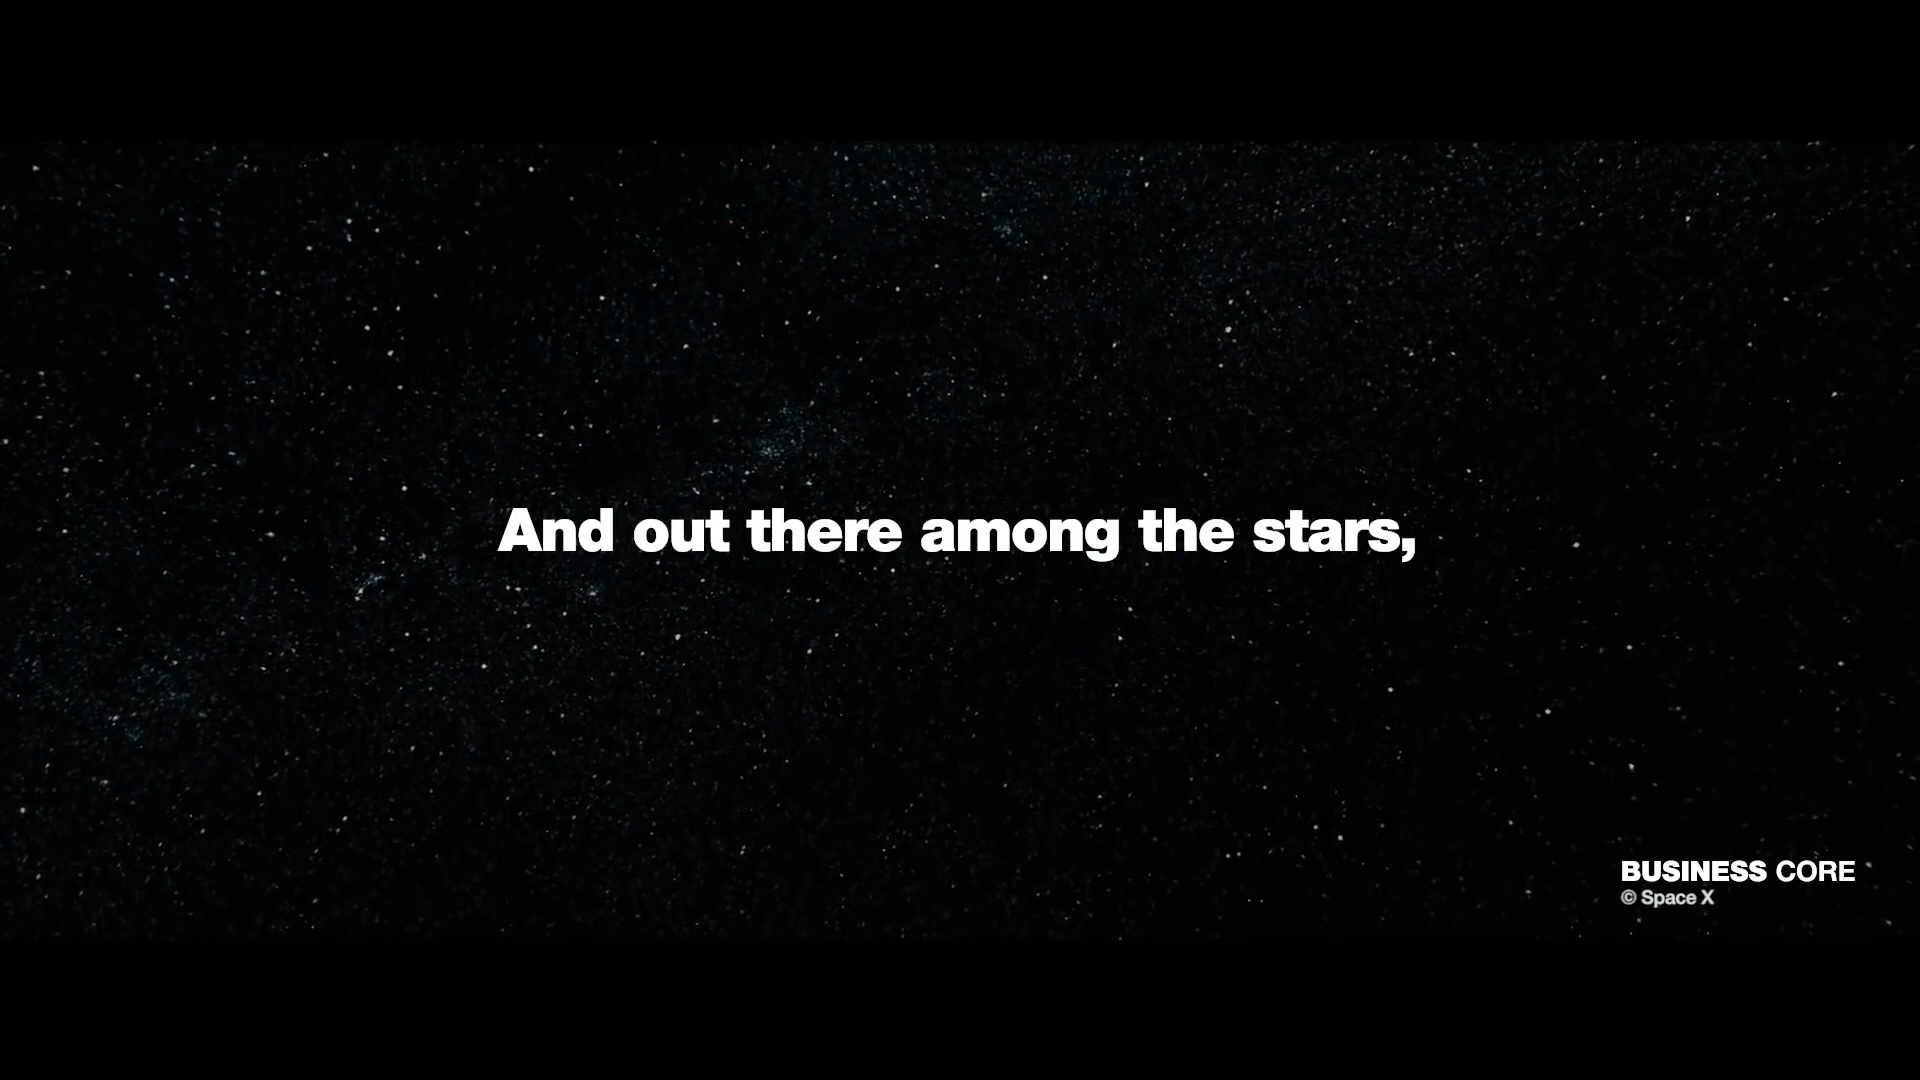 And out there among the stars,
BUSINESS CORE
© Space X